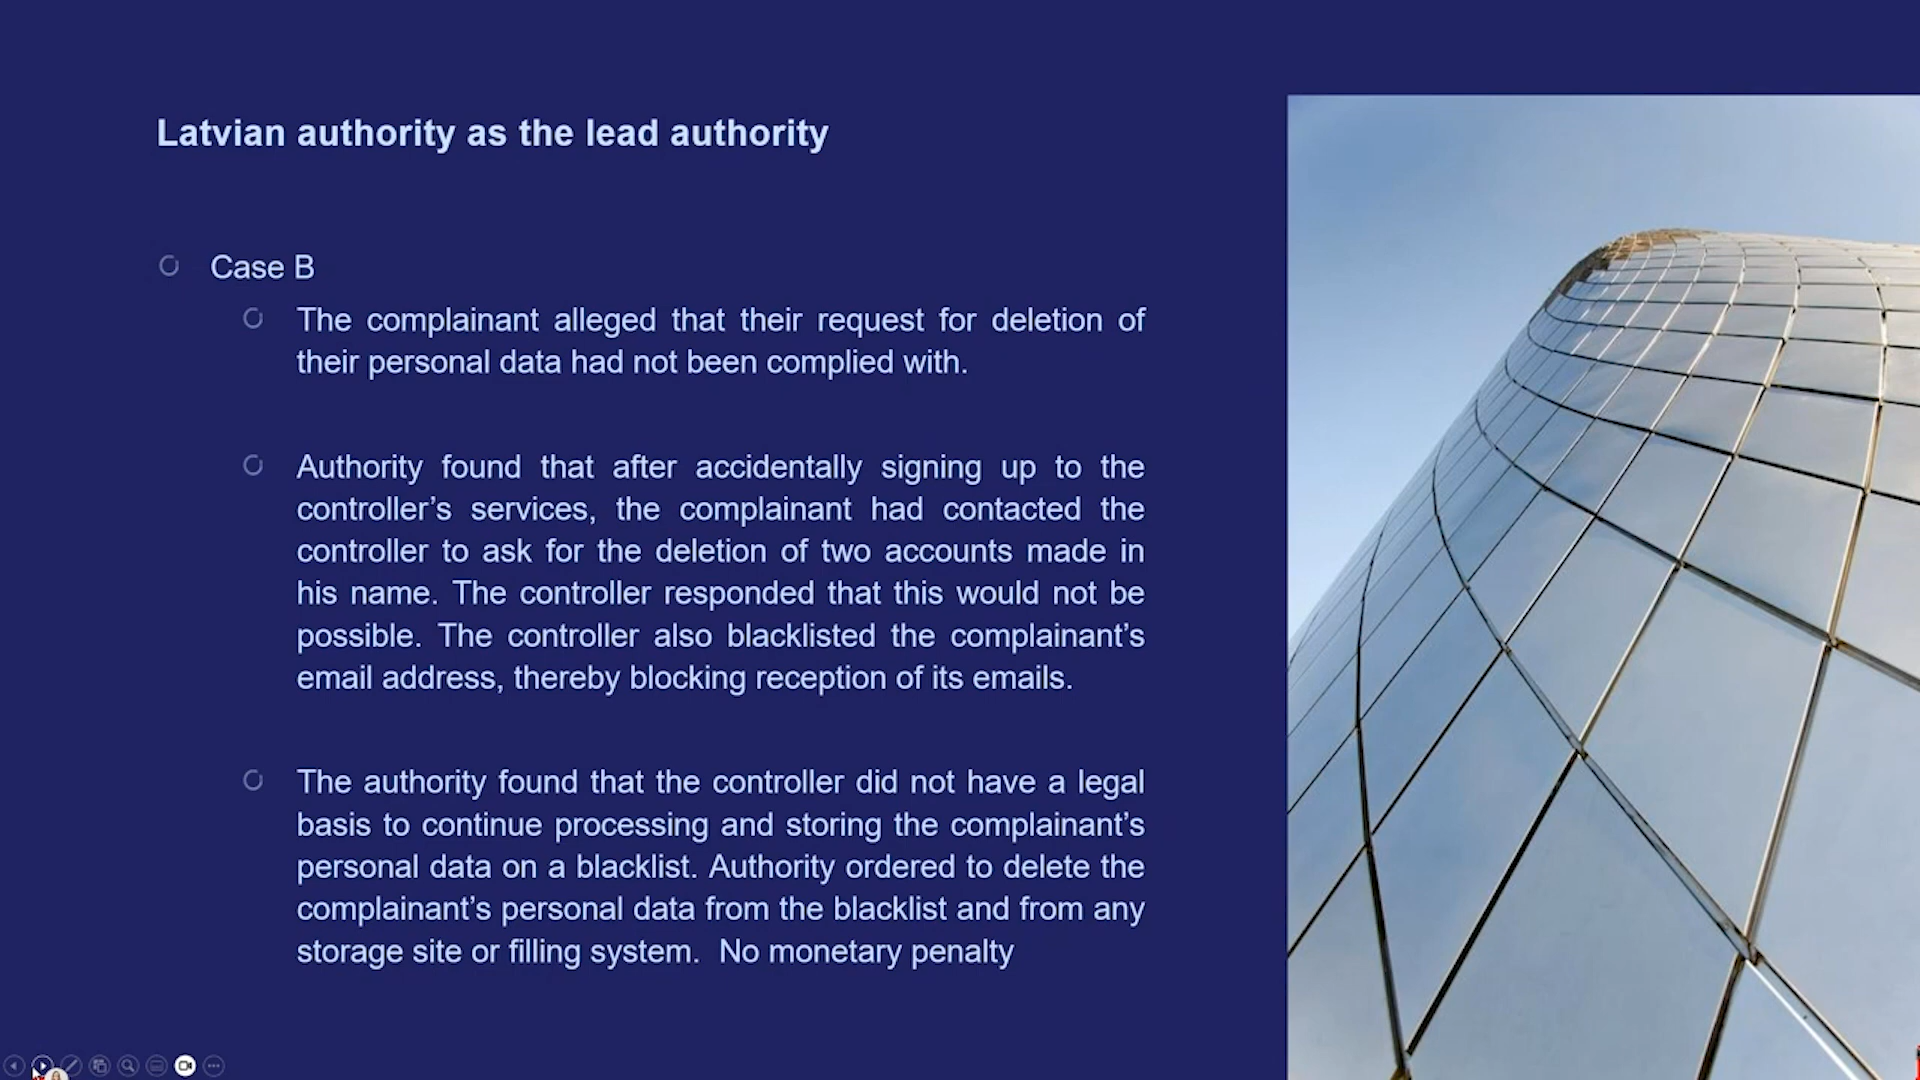 Latvian authority as the lead authority
Case B
The complainant alleged that their request for deletion of
their personal data had not been complied with.
Authority found that after accidentally signing up to the
controller’s services, the complainant had contacted the
controller to ask for the deletion of two accounts made in
his name. The controller responded that this would not be
possible. The controller also blacklisted the complainant’s
email address, thereby blocking reception of its emails.
The authority found that the controller did not have a legal
basis to continue processing and storing the complainant’s
personal data on a blacklist. Authority ordered to delete the
complainant’s personal data from the blacklist and from any
storage site or filling system.  No monetary penalty